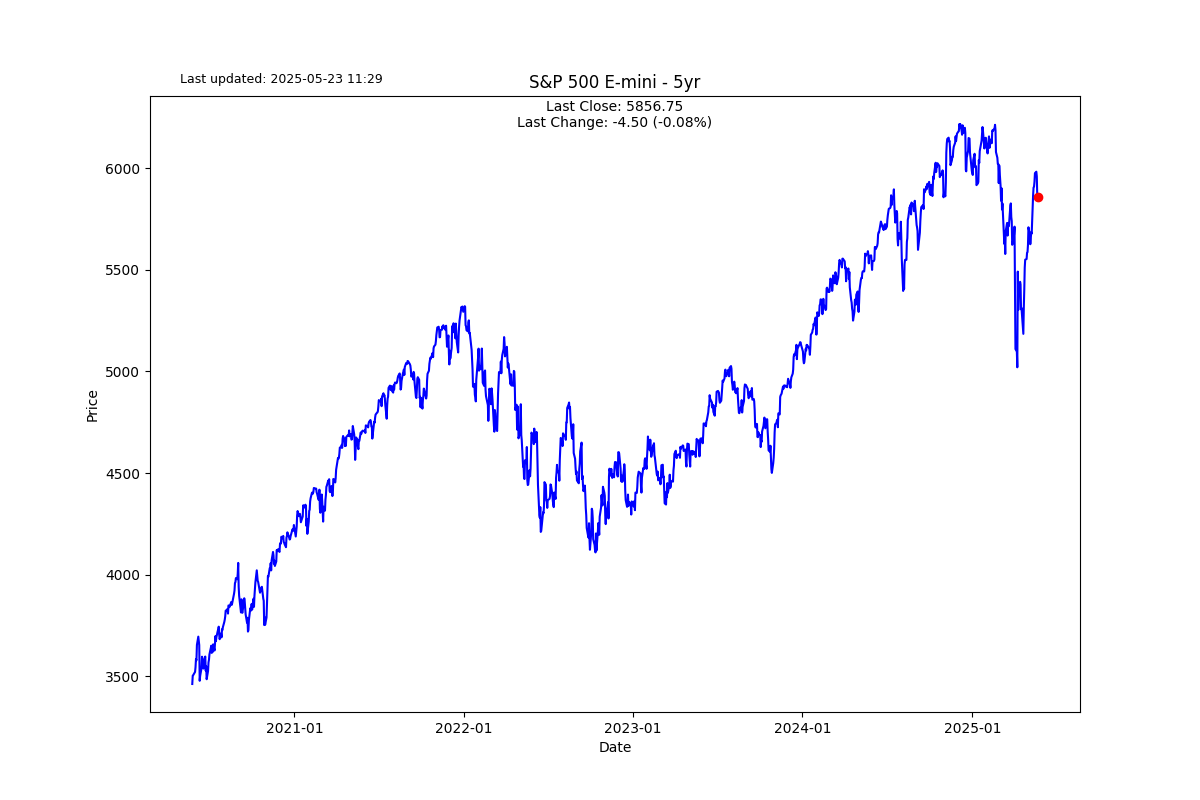 Last updated: 2025-05-23 11:29
S&P 500 E-mini - 5yr
Last Close: 5856.75
Last Change: -4.50 (-0.08%)
6000
5500
5000
4500
4000
3500
Price
2021-01
2022-01
2023-01
2024-01
2025-01
Date